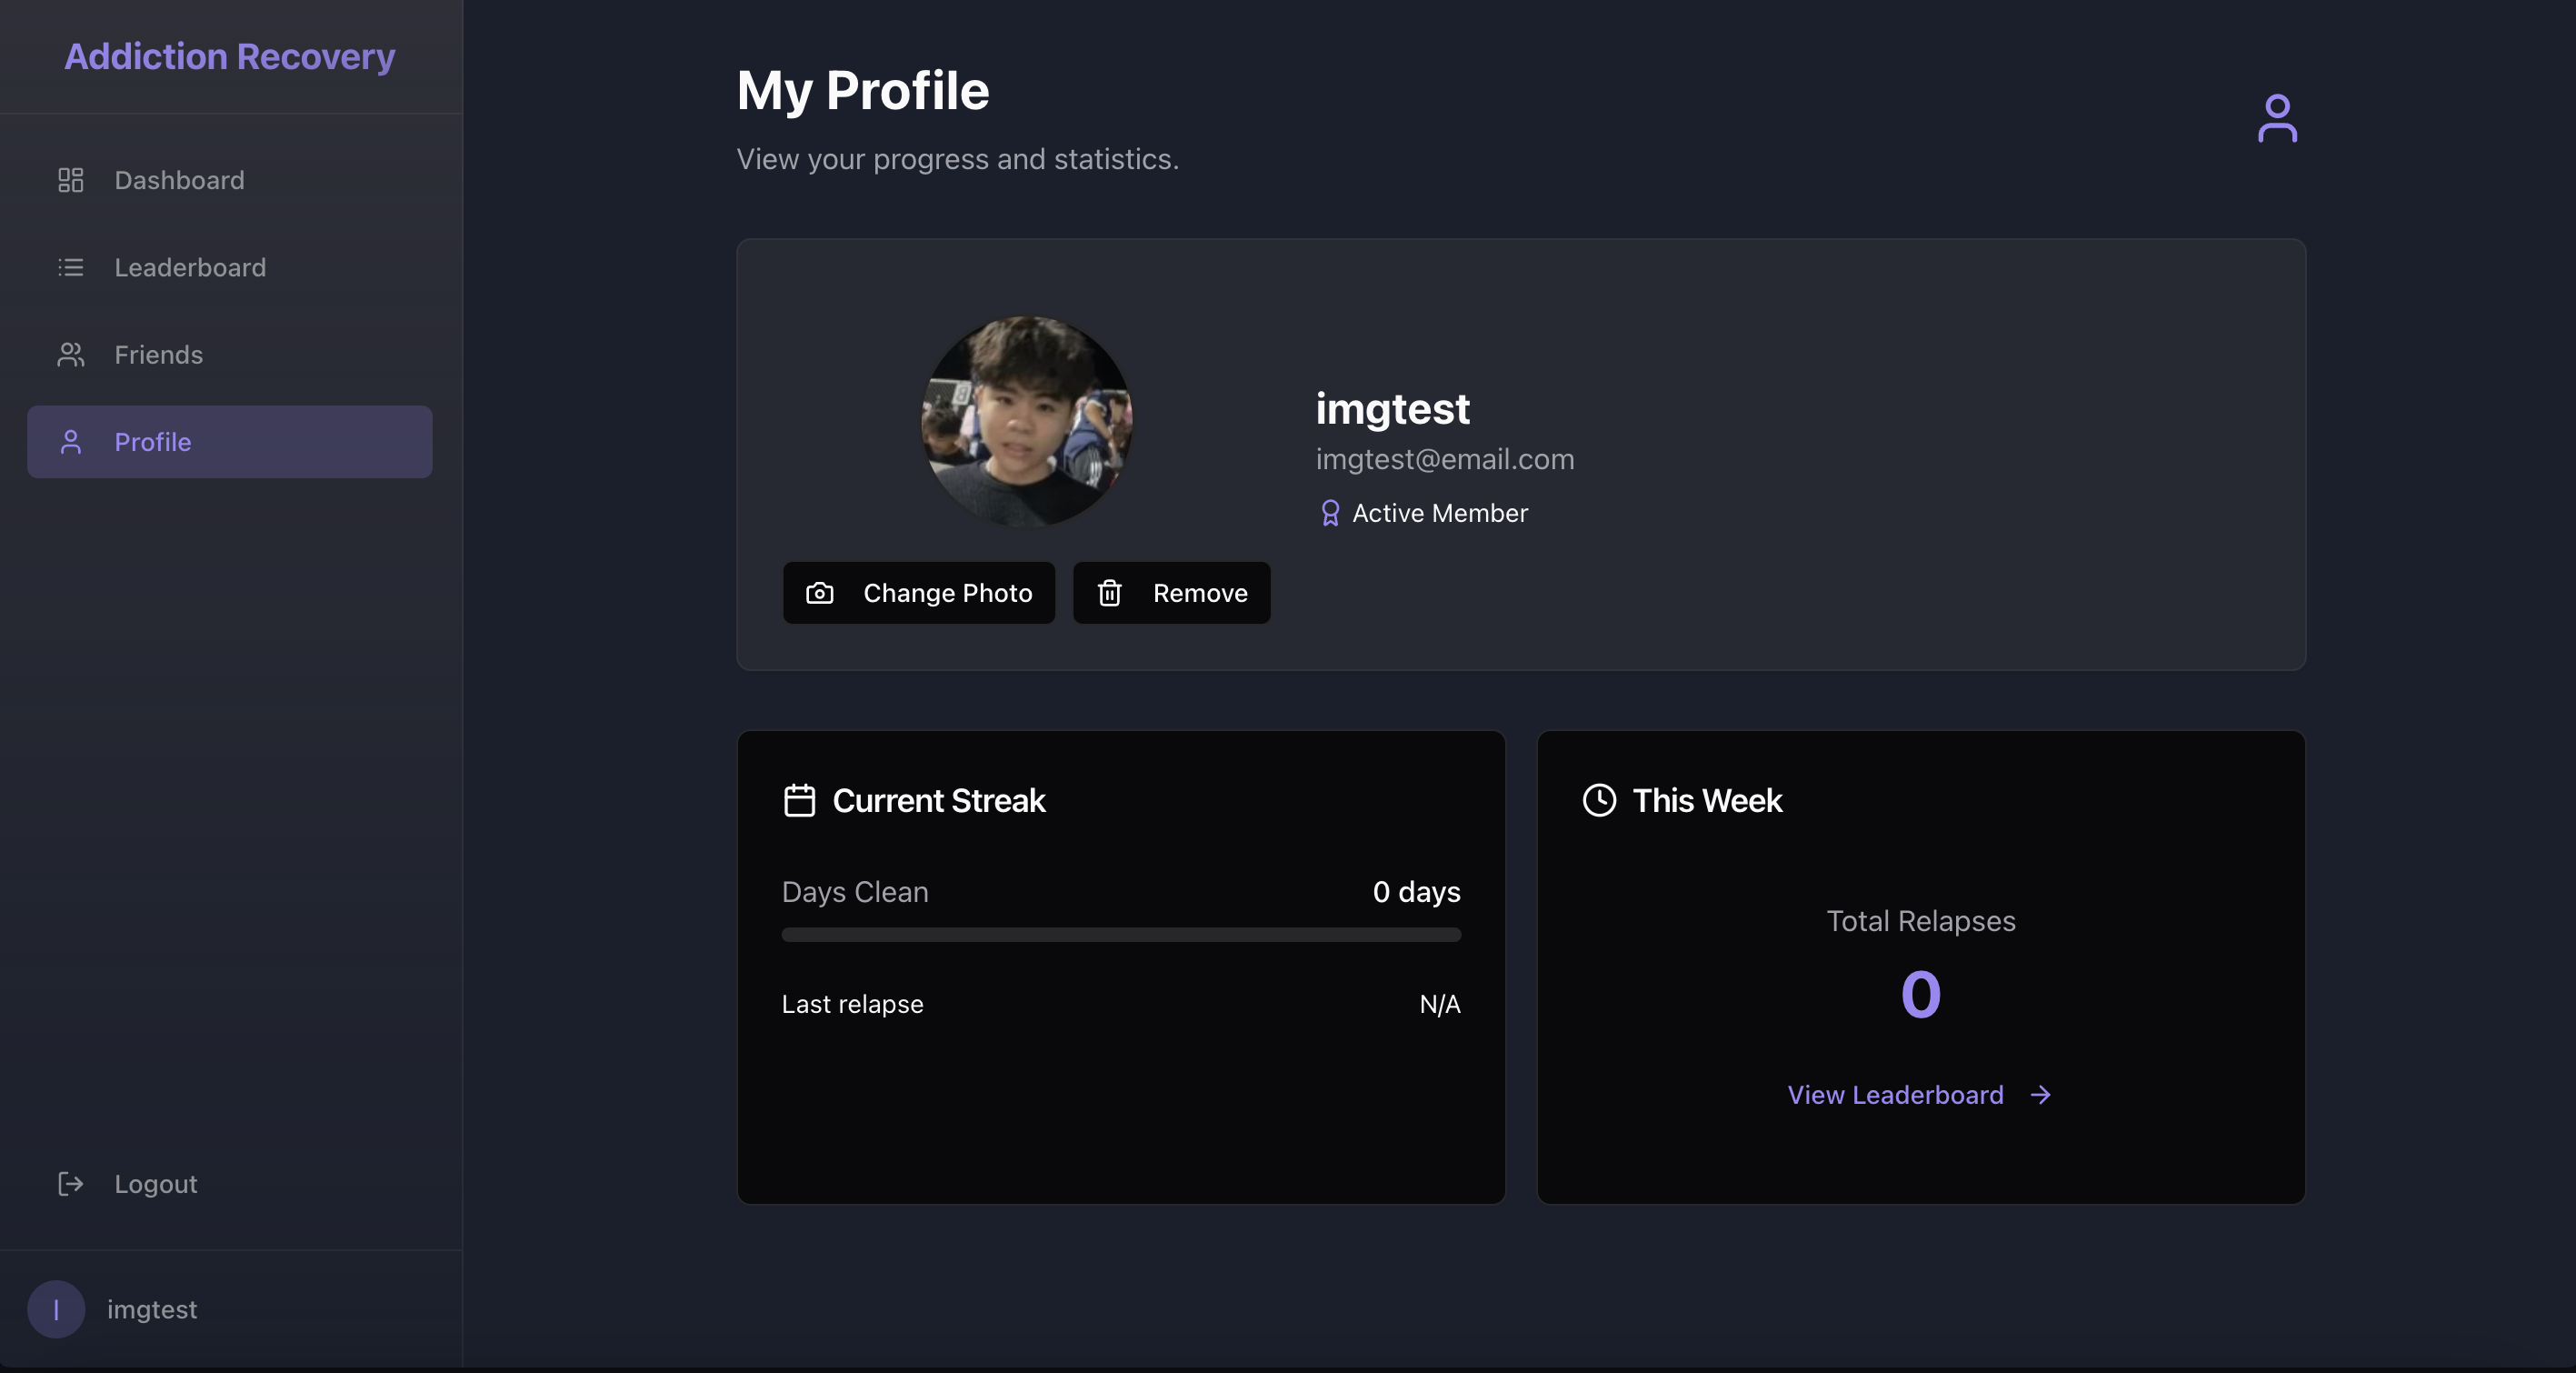 Addiction Recovery
Dashboard
Leaderboard
Friends
Profile
Logout
I
imgtest
My Profile
View your progress and statistics.
imgtest
imgtest@email.com
Active Member
Change Photo
Remove
Current Streak
Days Clean
0 days
Last relapse
N/A
This Week
Total Relapses
0
View Leaderboard